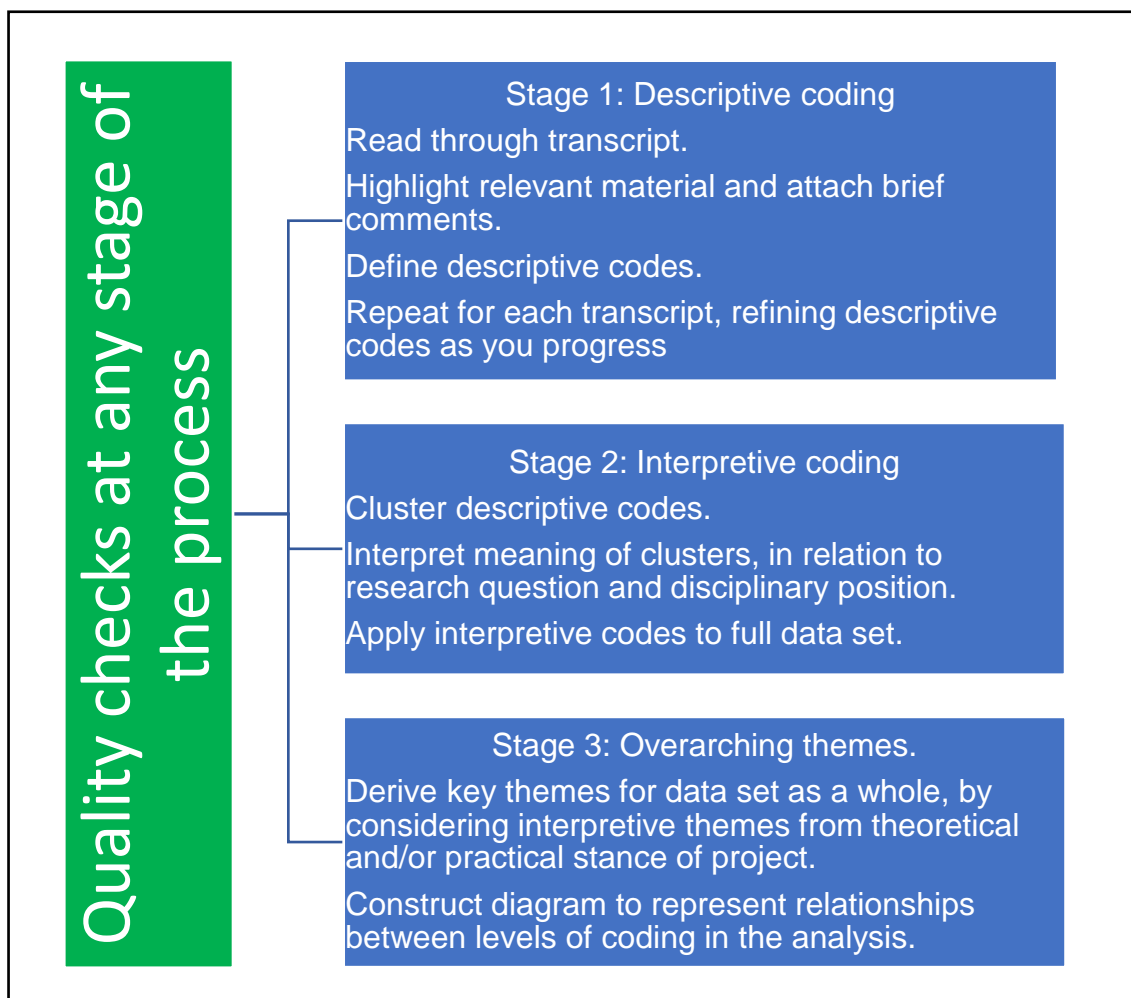 Quality checks at any stage of
the process
Stage 1: Descriptive coding
Read through transcript.
Highlight relevant material and attach brief
comments.
Define descriptive codes.
Repeat for each transcript, refining descriptive
codes as you progress
Stage 2: Interpretive coding
Cluster descriptive codes.
Interpret meaning of clusters, in relation to
research question and disciplinary position.
Apply interpretive codes to full data set.
Stage 3: Overarching themes.
Derive key themes for data set as a whole, by
considering interpretive themes from theoretical
and/or practical stance of project.
Construct diagram to represent relationships
between levels of coding in the analysis.